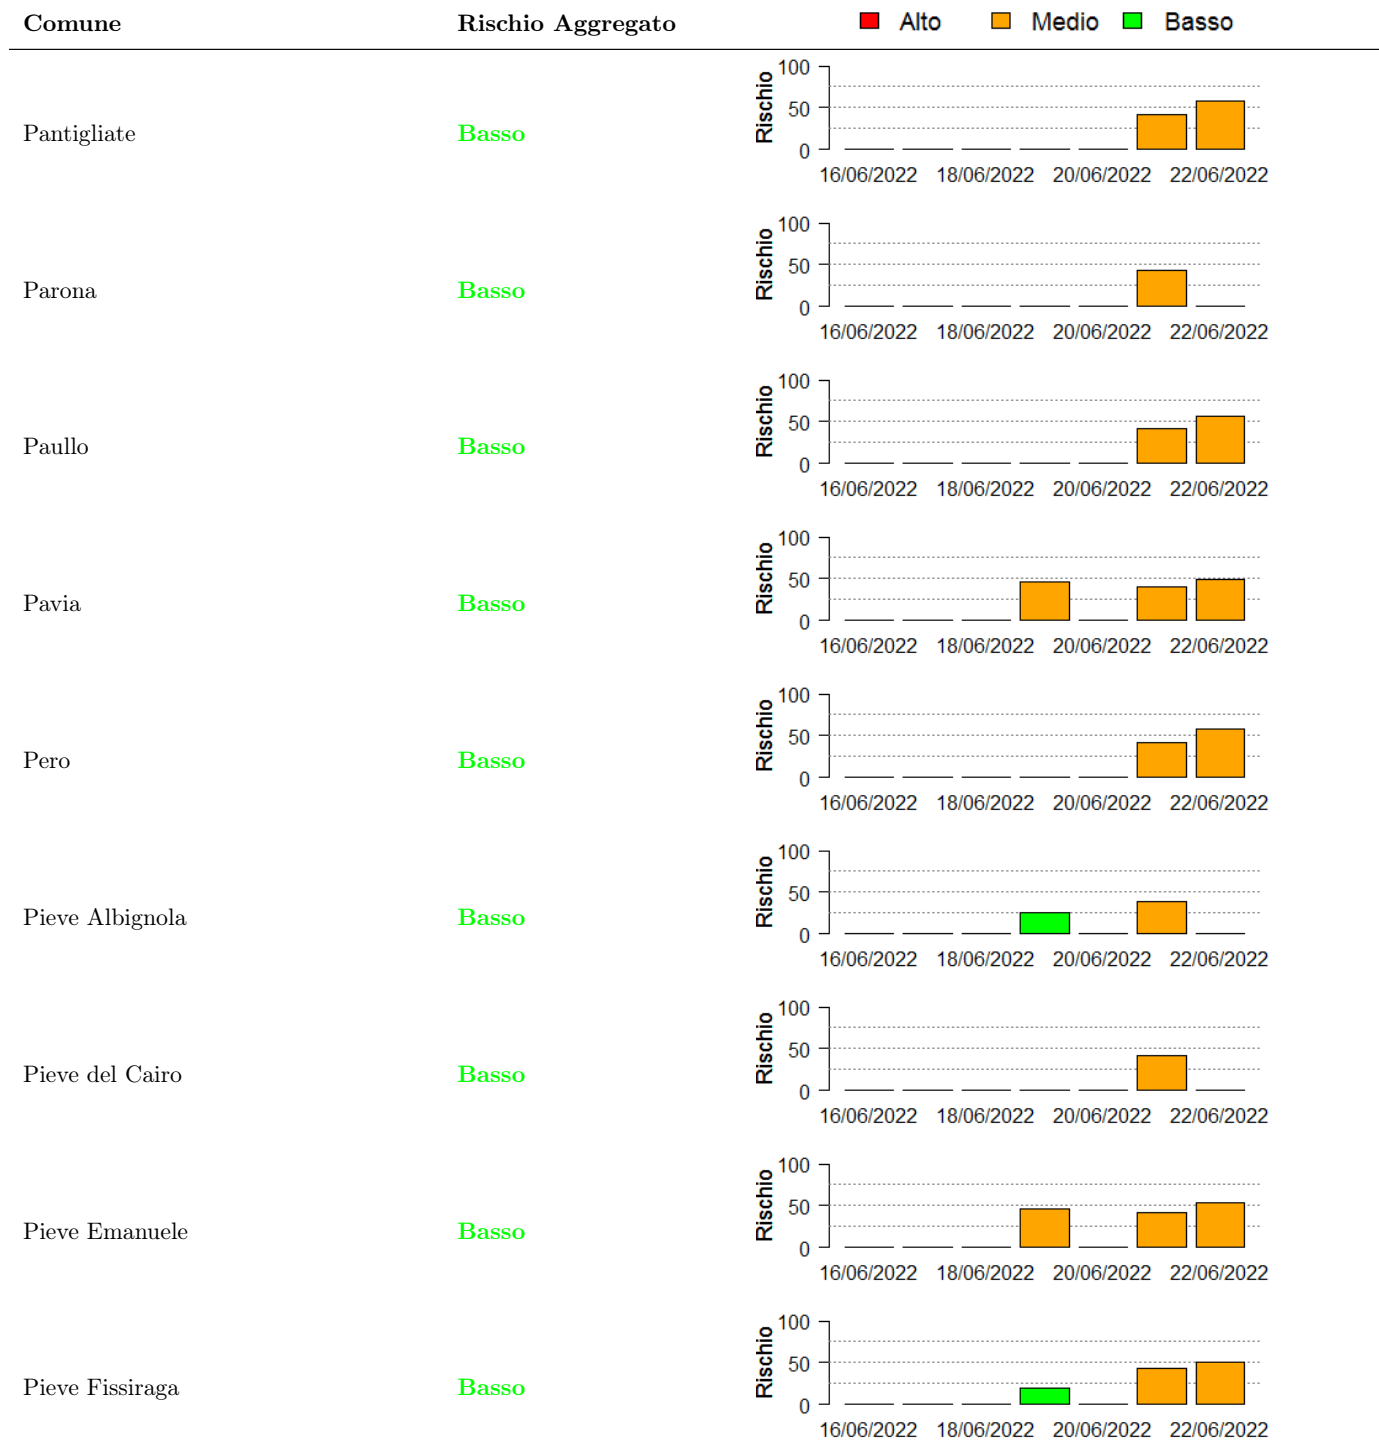 Comune Rischio Aggregato Alto Medio Basso
100
50
0
Rischio
Pantigliate Basso
16/06/2022 18/06/2022 20/06/2022 22/06/2022
100
50
0
Rischio
Parona Basso
16/06/2022 18/06/2022 20/06/2022 22/06/2022
100
50
0
Rischio
Paullo Basso
16/06/2022 18/06/2022 20/06/2022 22/06/2022
100
50
0
Rischio
Pavia Basso
16/06/2022 18/06/2022 20/06/2022 22/06/2022
100
50
0
Rischio
Pero Basso
16/06/2022 18/06/2022 20/06/2022 22/06/2022
100
50
0
Rischio
Pieve Albignola Basso
16/06/2022 18/06/2022 20/06/2022 22/06/2022
100
50
0
Rischio
Pieve del Cairo Basso
16/06/2022 18/06/2022 20/06/2022 22/06/2022
100
50
0
Rischio
Pieve Emanuele Basso
16/06/2022 18/06/2022 20/06/2022 22/06/2022
100
50
0
Rischio
Pieve Fissiraga Basso
16/06/2022 18/06/2022 20/06/2022 22/06/2022